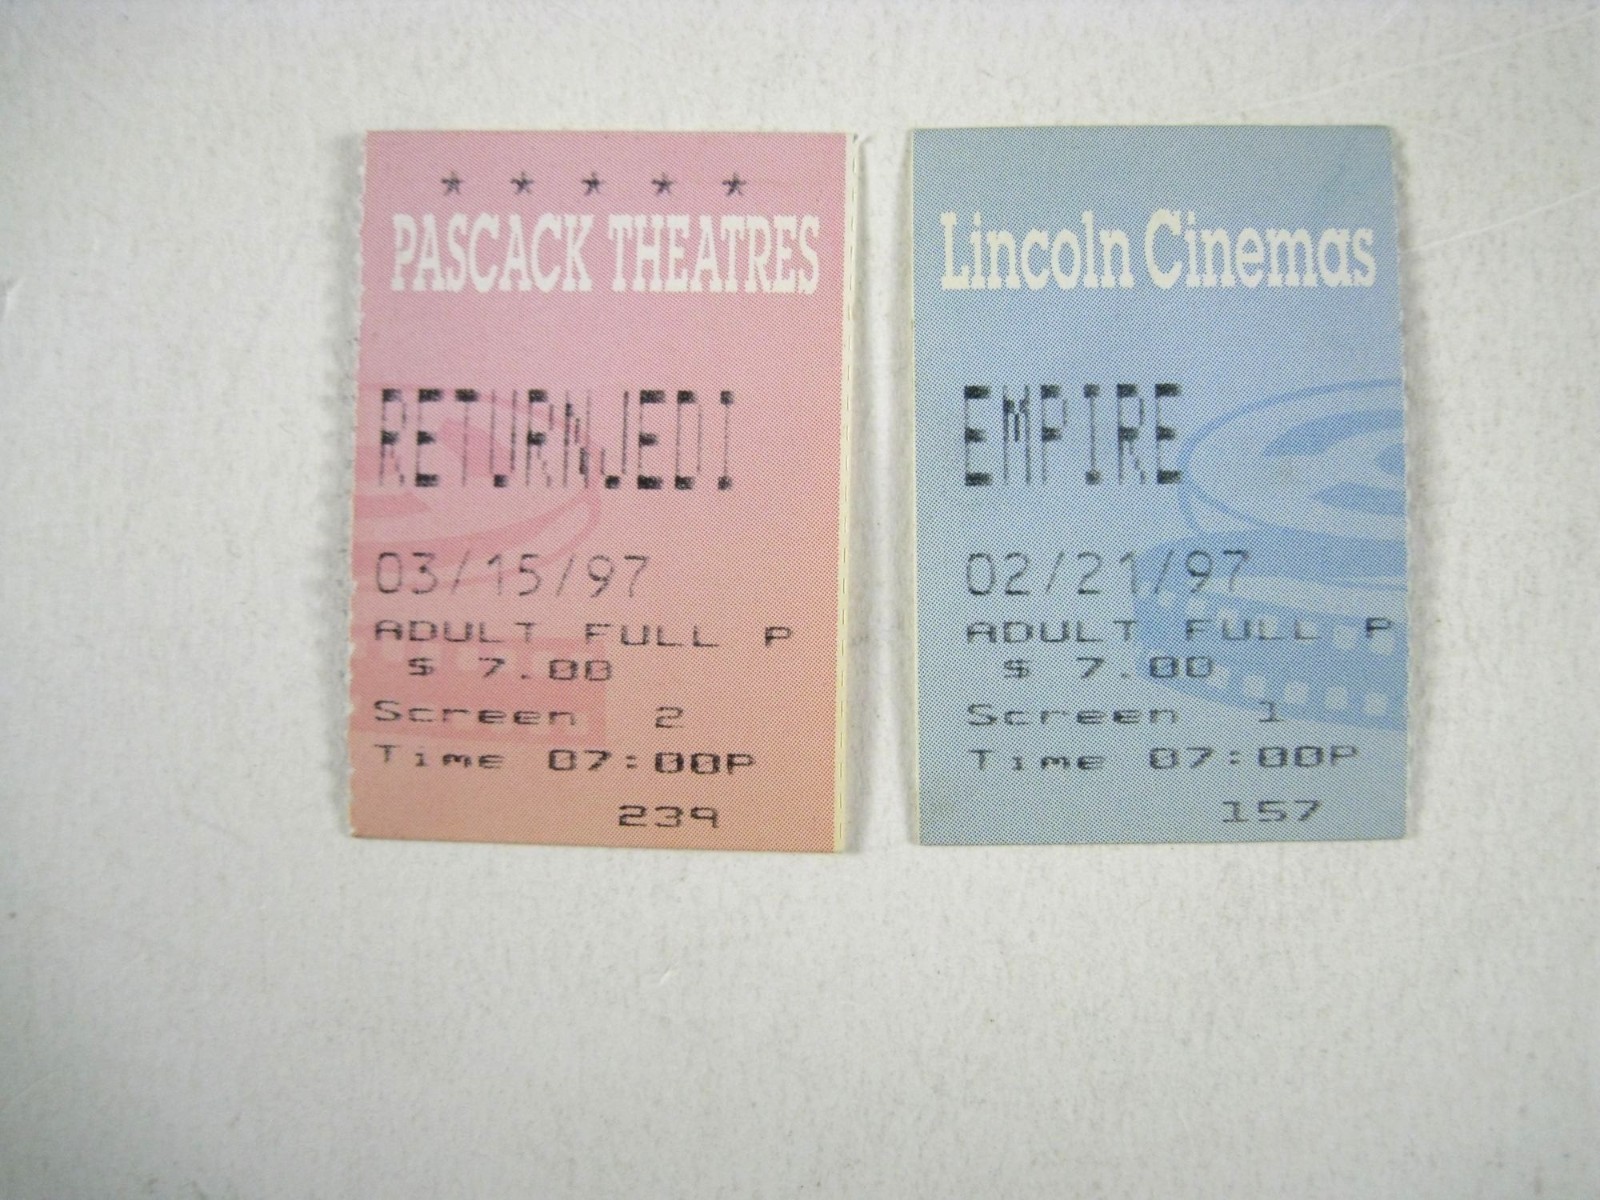 * * * * *
PASCACK THEATRES
RETURNJEDI
03/15/97
ADULT FULL P
$ 7.00
Screen 2
Time 07:00P
239
Lincoln Cinemas
EMPIRE
02/21/97
ADULT FULL P
$ 7.00
Screen 1
Time 07:00P
157